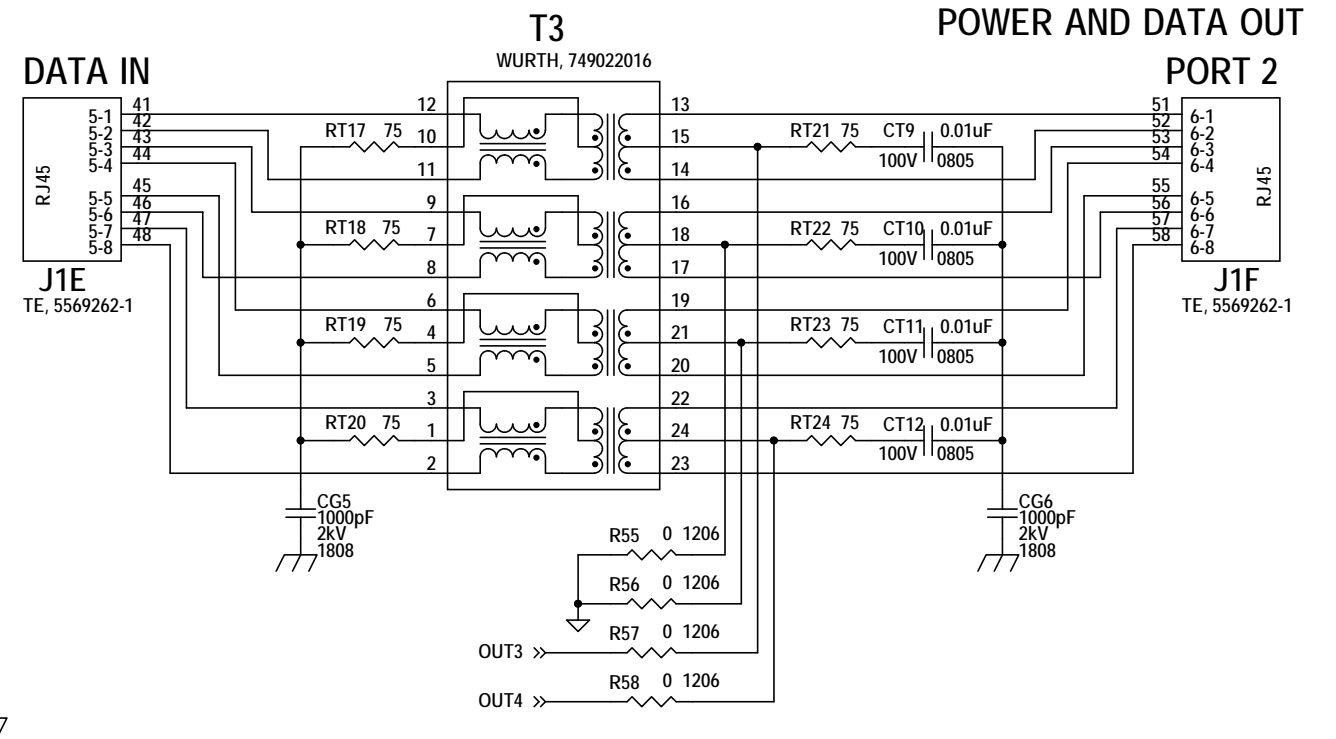 POWER AND DATA OUT
T3
WURTH, 749022016
DATA IN
PORT 2
RJ45
5-1 41
5-2 42
5-3 43
5-4 44
5-5 45
5-6 46
5-7 47
5-8 48
J1E
TE, 5569262-1
RT17 75
RT18 75
RT19 75
RT20 75
CG5
1000pF
2kV
1808
12
10
11
9
7
8
6
4
5
3
1
2
13
15
14
16
18
17
19
21
20
22
24
23
RT21 75 CT9 0.01uF
100V 0805
RT22 75 CT10 0.01uF
100V 0805
RT23 75 CT11 0.01uF
100V 0805
RT24 75 CT12 0.01uF
100V 0805
CG6
1000pF
2kV
1808
51 6-1
52 6-2
53 6-3
54 6-4
55 6-5
56 6-6
57 6-7
58 6-8
RJ45
J1F
TE, 5569262-1
R55 0 1206
R56 0 1206
R57 0 1206
OUT3
R58 0 1206
OUT4